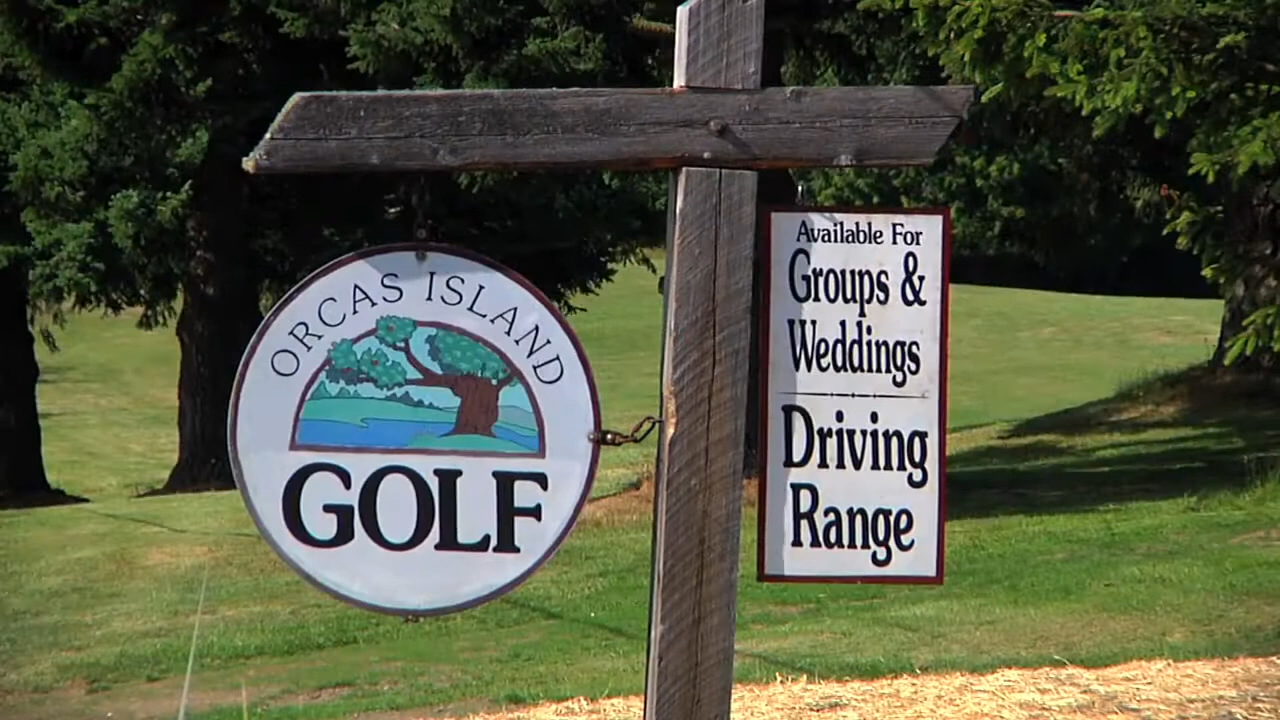 ORCAS ISLAND
GOLF
Available For
Groups &
Weddings
Driving
Range